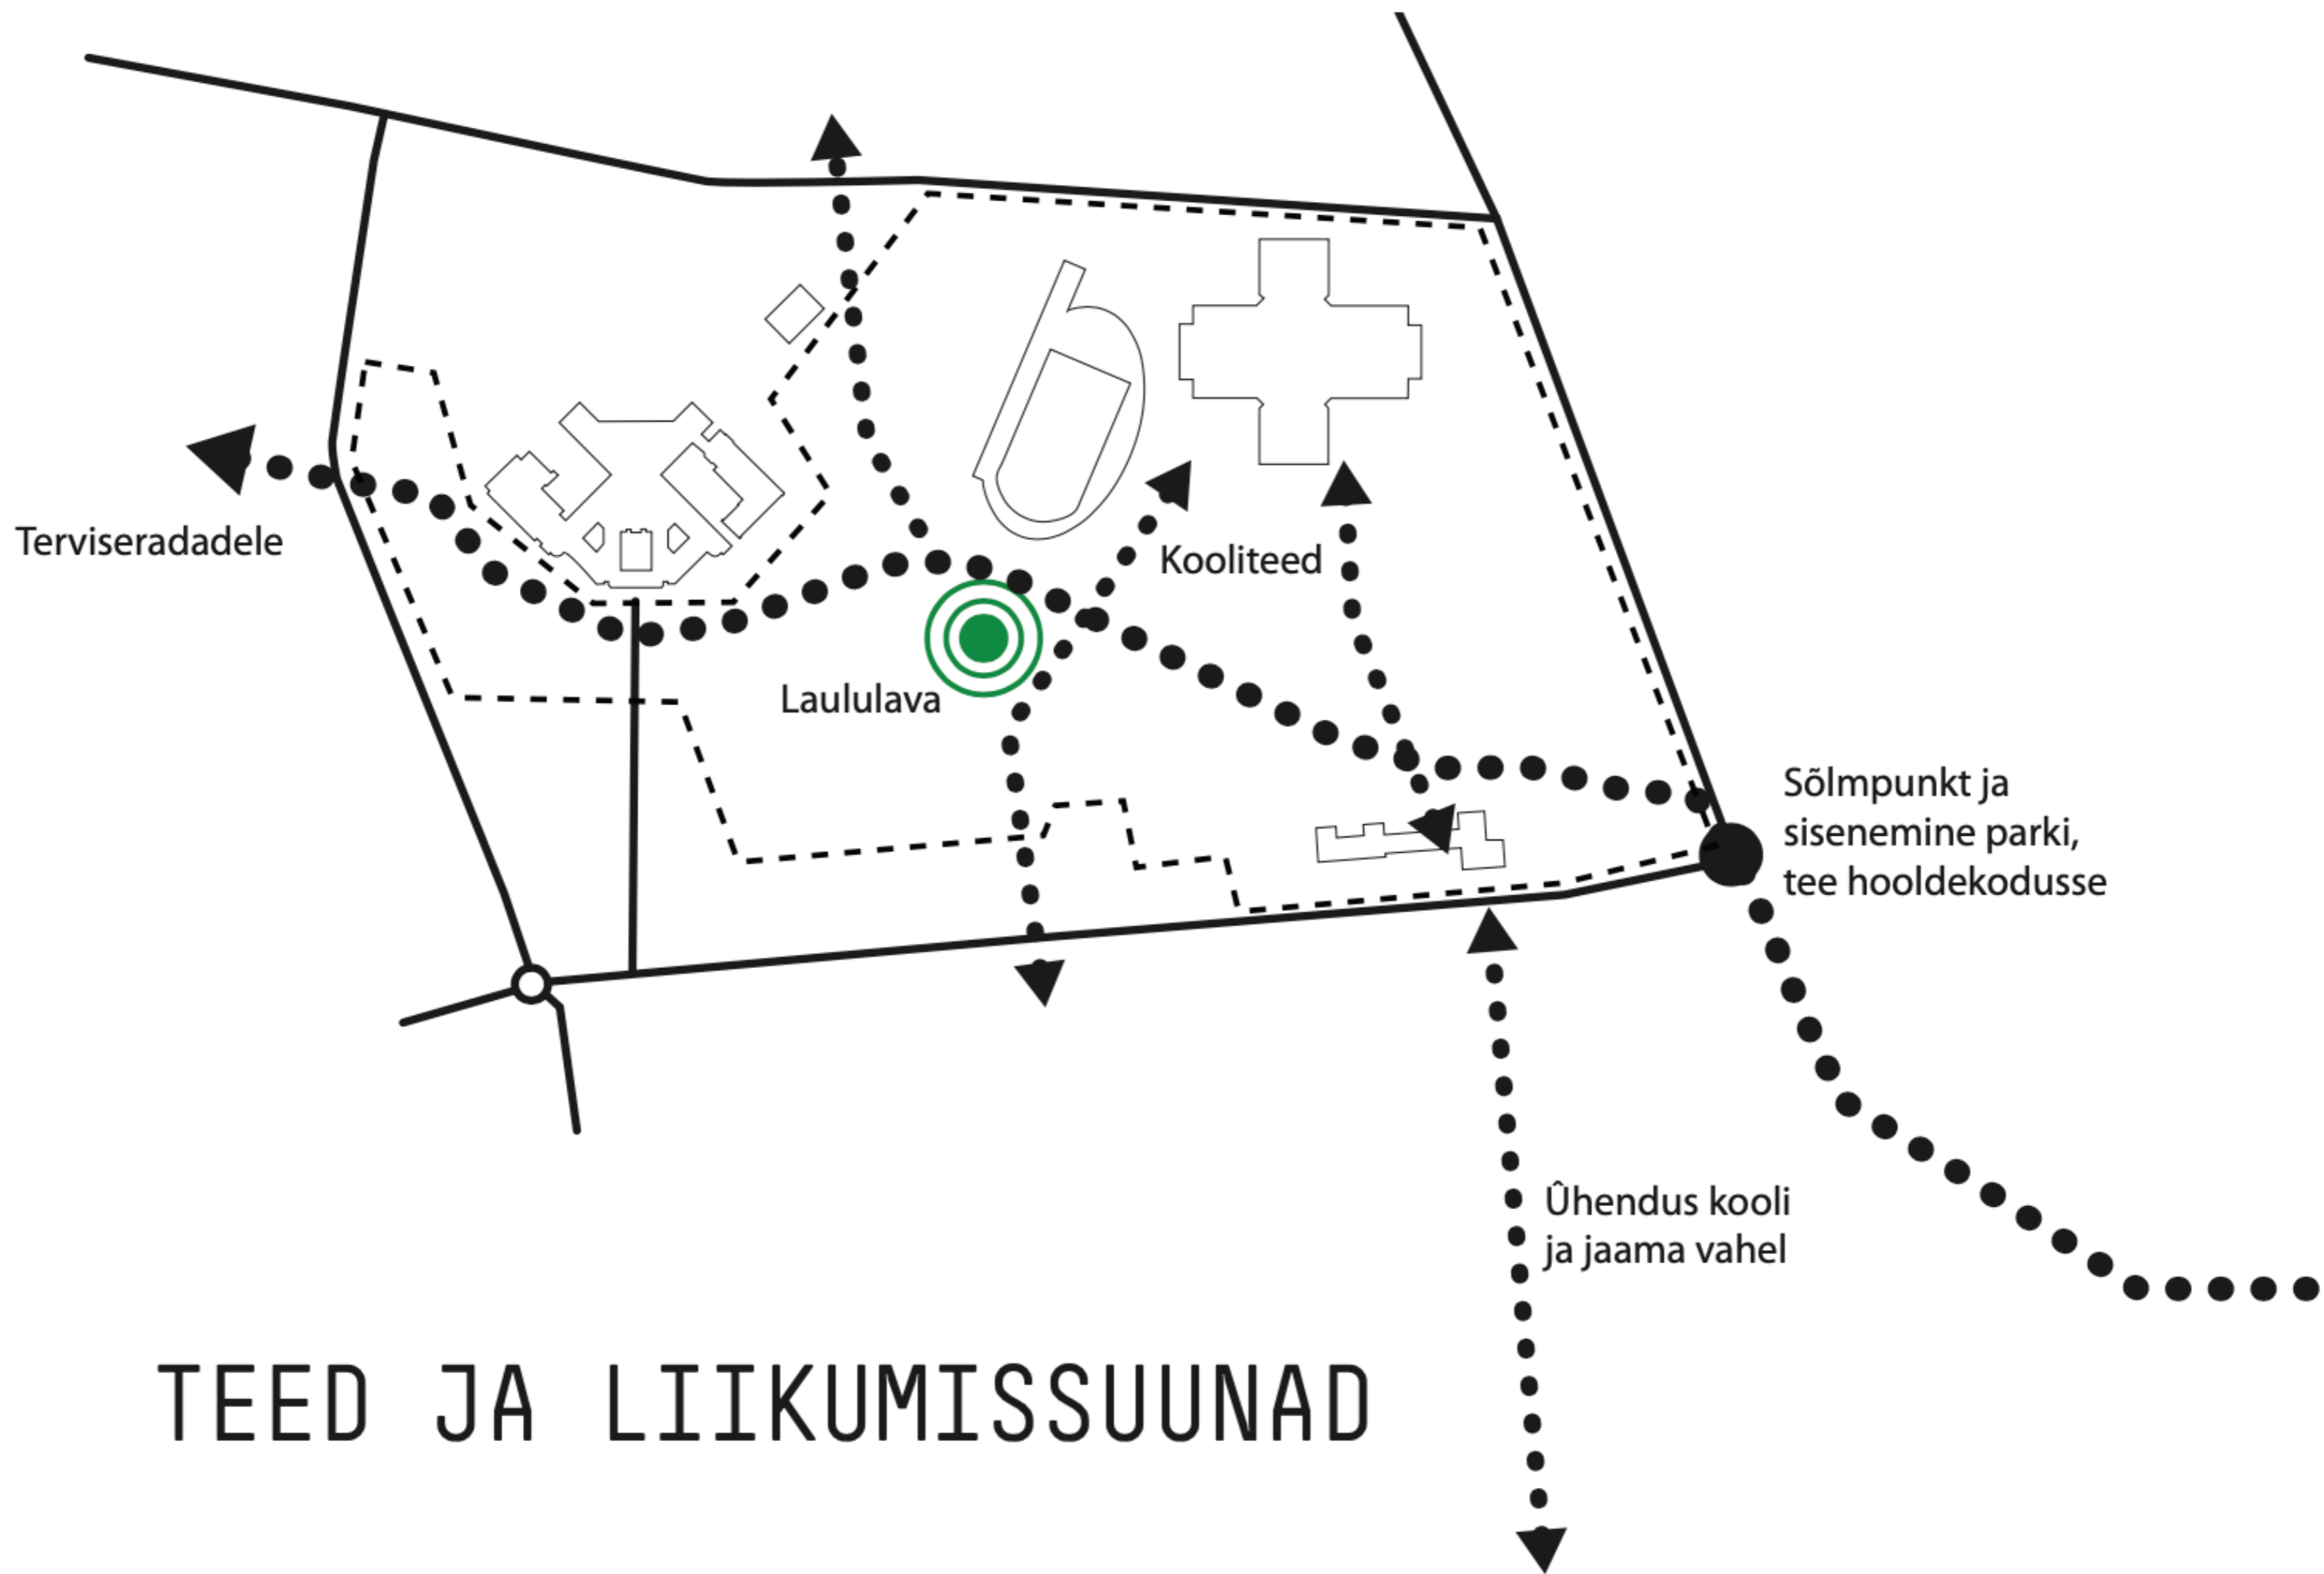 Terviseradadele
Kooliteed
Laululava
Sõlmpunkt ja
sisenemine parki,
tee hooldekodusse
Ûhendus kooli
ja jaama vahel
TEED JA LIIKUMISSUUNAD